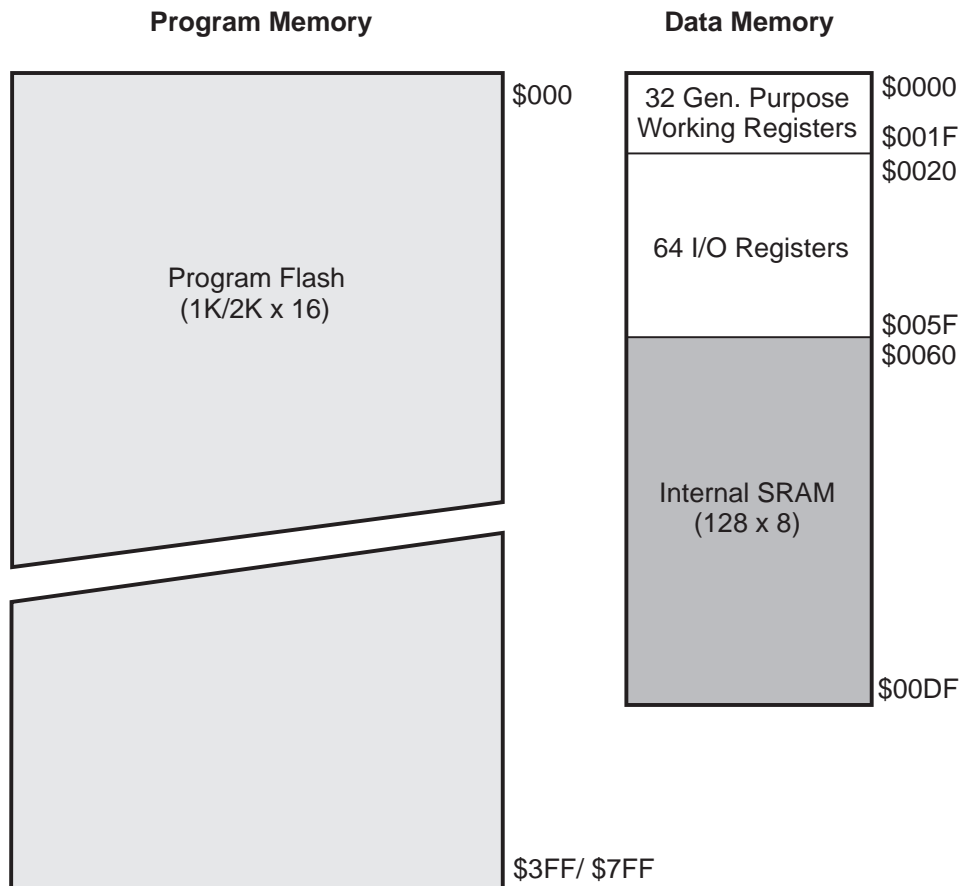 Program Memory
$000
Program Flash
(1K/2K x 16)
$3FF/ $7FF
Data Memory
32 Gen. Purpose
Working Registers
$0000
$001F
$0020
64 I/O Registers
$005F
$0060
Internal SRAM
(128 x 8)
$00DF